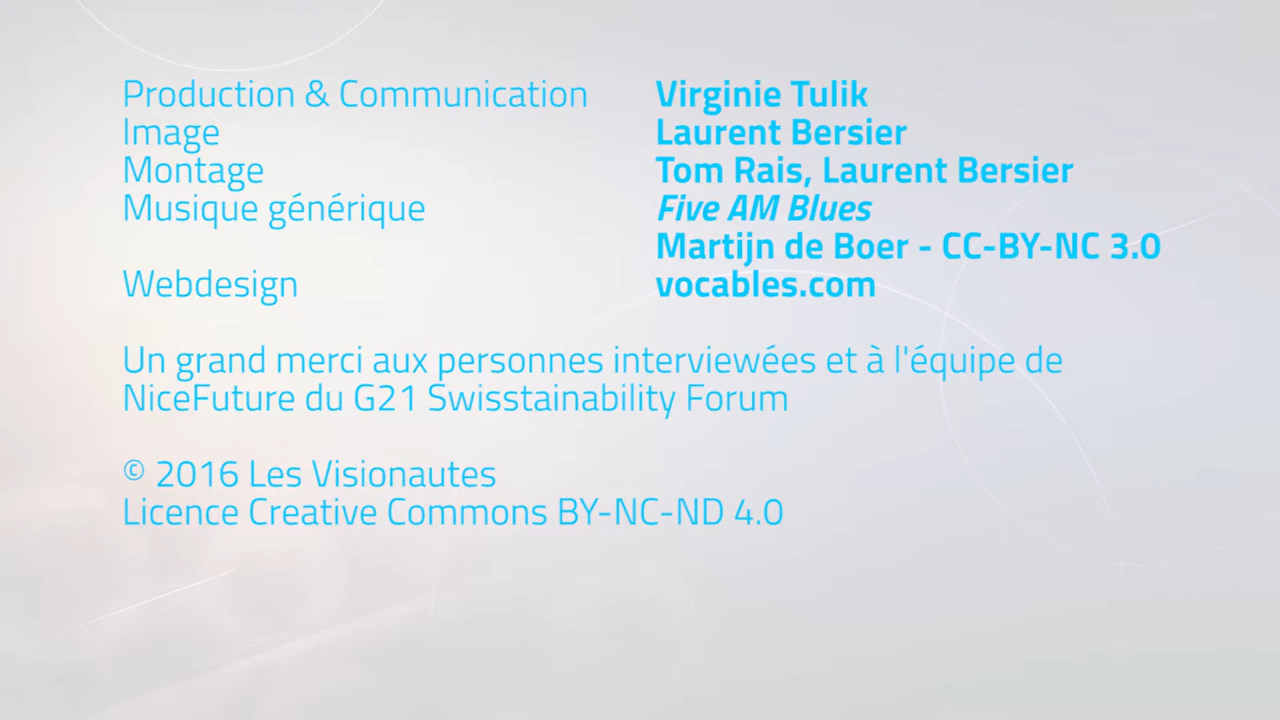 Production & Communication Virginie Tulik
Image Laurent Bersier
Montage Tom Rais, Laurent Bersier
Musique générique Five AM Blues
Martijn de Boer - CC-BY-NC 3.0
Webdesign vocables.com
Un grand merci aux personnes interviewées et à l'équipe de
NiceFuture du G21 Swisstainability Forum
© 2016 Les Visionautes
Licence Creative Commons BY-NC-ND 4.0